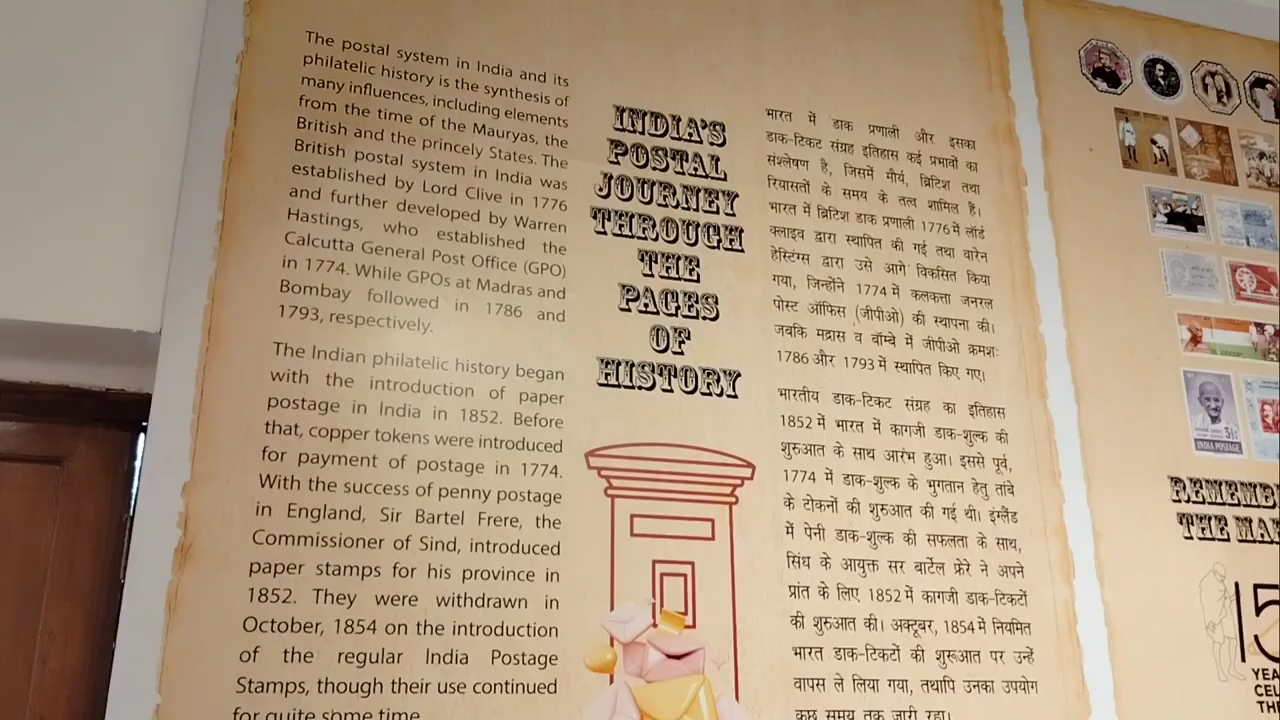 The postal system in India and its
philatelic history is the synthesis of
many influences, including elements
from the time of the Mauryas, the
British and the princely States. The
British postal system in India was
established by Lord Clive in 1776
and further developed by Warren
Hastings, who established the
Calcutta General Post Office (GPO)
in 1774. While GPOs at Madras and
Bombay followed in 1786 and
1793, respectively.
The Indian philatelic history began
with the introduction of paper
postage in India in 1852. Before
that, copper tokens were introduced
for payment of postage in 1774.
With the success of penny postage
in England, Sir Bartel Frere, the
Commissioner of Sind, introduced
paper stamps for his province in
1852. They were withdrawn in
October, 1854 on the introduction
of the regular India Postage
Stamps, though their use continued
for quite some time.
INDIA'S
POSTAL
JOURNEY
THROUGH
THE
PAGES
OF
HISTORY
भारत में डाक प्रणाली और इसका
डाक-टिकट संग्रह इतिहास कई प्रभावों का
संश्लेषण है, जिसमें मौर्य, ब्रिटिश तथा
रियासतों के समय के तत्व शामिल हैं।
भारत में ब्रिटिश डाक प्रणाली 1776 में लॉर्ड
क्लाइव द्वारा स्थापित की गई तथा वारेन
हेस्टिंग्स द्वारा उसे आगे विकसित किया
गया, जिन्होंने 1774 में कलकत्ता जनरल
पोस्ट ऑफिस (जीपीओ) की स्थापना की।
जबकि मद्रास व बॉम्बे में जीपीओ क्रमशः
1786 और 1793 में स्थापित किए गए।
भारतीय डाक-टिकट संग्रह का इतिहास
1852 में भारत में कागजी डाक-शुल्क की
शुरुआत के साथ आरंभ हुआ। इससे पूर्व,
1774 में डाक-शुल्क के भुगतान हेतु तांबे
के टोकनों की शुरुआत की गई थी। इंग्लैंड
में पेनी डाक-शुल्क की सफलता के साथ,
सिंध के आयुक्त सर बार्टेल फ्रेरे ने अपने
प्रांत के लिए 1852 में कागजी डाक-टिकटों
की शुरुआत की। अक्टूबर, 1854 में नियमित
भारत डाक-टिकटों की शुरूआत पर उन्हें
वापस ले लिया गया, तथापि उनका उपयोग
कुछ समय तक जारी रहा।
3½
INDIA POSTAGE
REMEMB
THE MA
15
YEA
CEL
TH